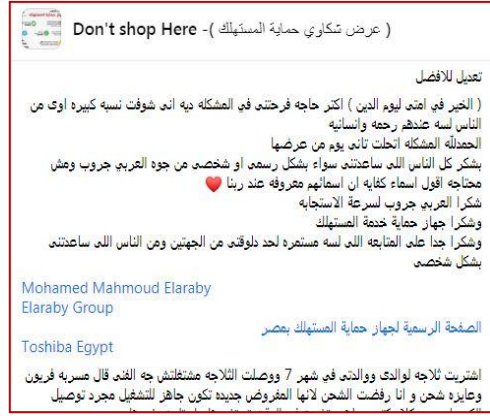 Don't shop Here -( عرض شكاوي حماية المستهلك )
تعديل للافضل
( الخير في امتى ليوم الدين ) اكتر حاجه فرحتنى في المشكله ديه انى شوفت نسبه كبيره اوى من
الناس لسه عندهم رحمه وانسانيه
الحمدلله المشكله اتحلت تانى يوم من عرضها
بشكر كل الناس اللى ساعدتنى سواء بشكل رسمى او شخصى من جوه العربي جروب ومش
محتاجه اقول اسماء كفايه ان اسمائهم معروفه عند ربنا ❤️
شكرا العربي جروب لسرعة الاستجابه
وشكرا جهاز حماية خدمة المستهلك
وشكرا جدا على المتابعه اللى لسه مستمره لحد دلوقتى من الجهتين ومن الناس اللى ساعدتنى
بشكل شخصى
Mohamed Mahmoud Elaraby
Elaraby Group
الصفحة الرسمية لجهاز حماية المستهلك بمصر
Toshiba Egypt
اشتريت ثلاجه لوالدى ووالدتى في شهر 7 ووصلت الثلاجه مشتغلتش جه الفنى قال مسربه فريون
وعايزه شحن و انا رفضت الشحن لانها المفروض جديده تكون جاهز للتشغيل مجرد توصيل